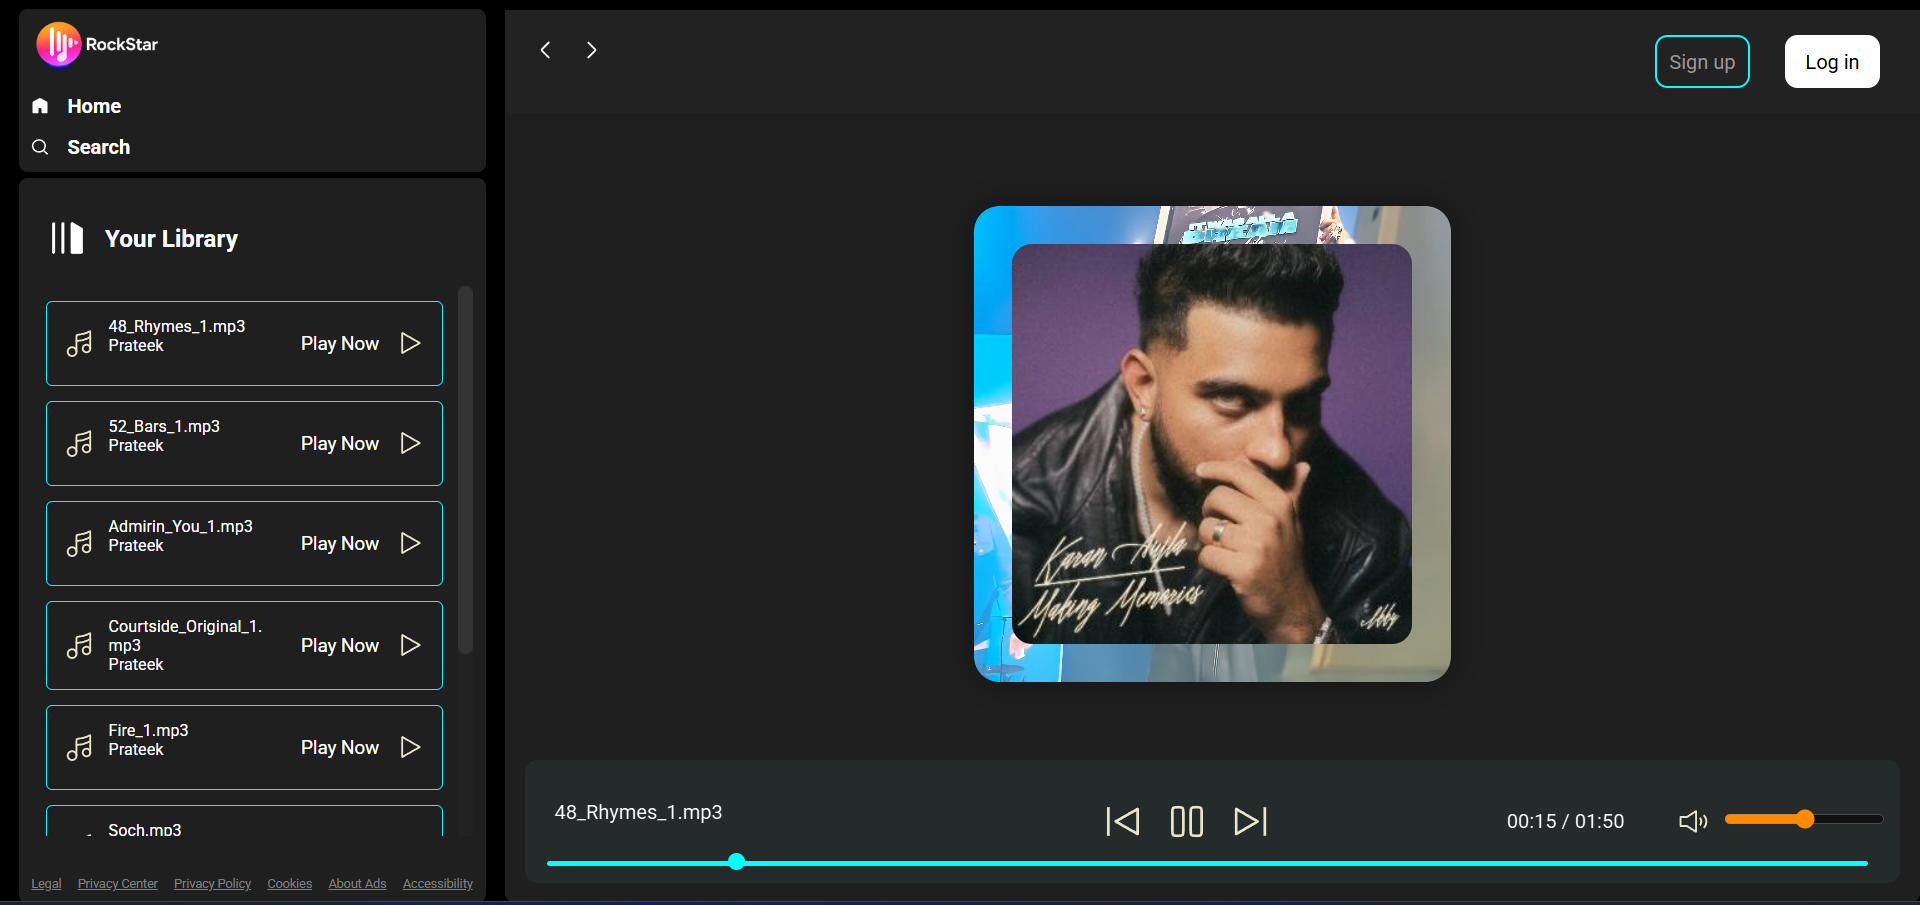 RockStar
Home
Search
Your Library
48_Rhymes_1.mp3
Prateek
Play Now
52_Bars_1.mp3
Prateek
Play Now
Admirin_You_1.mp3
Prateek
Play Now
Courtside_Original_1.
mp3
Prateek
Play Now
Fire_1.mp3
Prateek
Play Now
Soch.mp3
Legal Privacy Center Privacy Policy Cookies About Ads Accessibility
Sign up
Log in
Karan Aujla
Making Memories
48_Rhymes_1.mp3
00:15 / 01:50